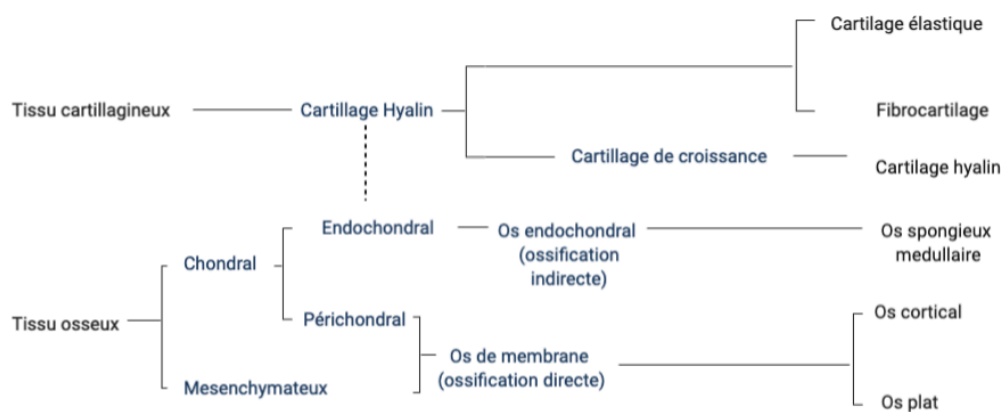 Cartilage élastique
Tissu cartillagineux
Cartillage Hyalin
Fibrocartilage
Cartillage de croissance
Cartilage hyalin
Endochondral
Os endochondral
(ossification
indirecte)
Os spongieux
medullaire
Chondral
Tissu osseux
Périchondral
Os cortical
Os de membrane
(ossification directe)
Mesenchymateux
Os plat